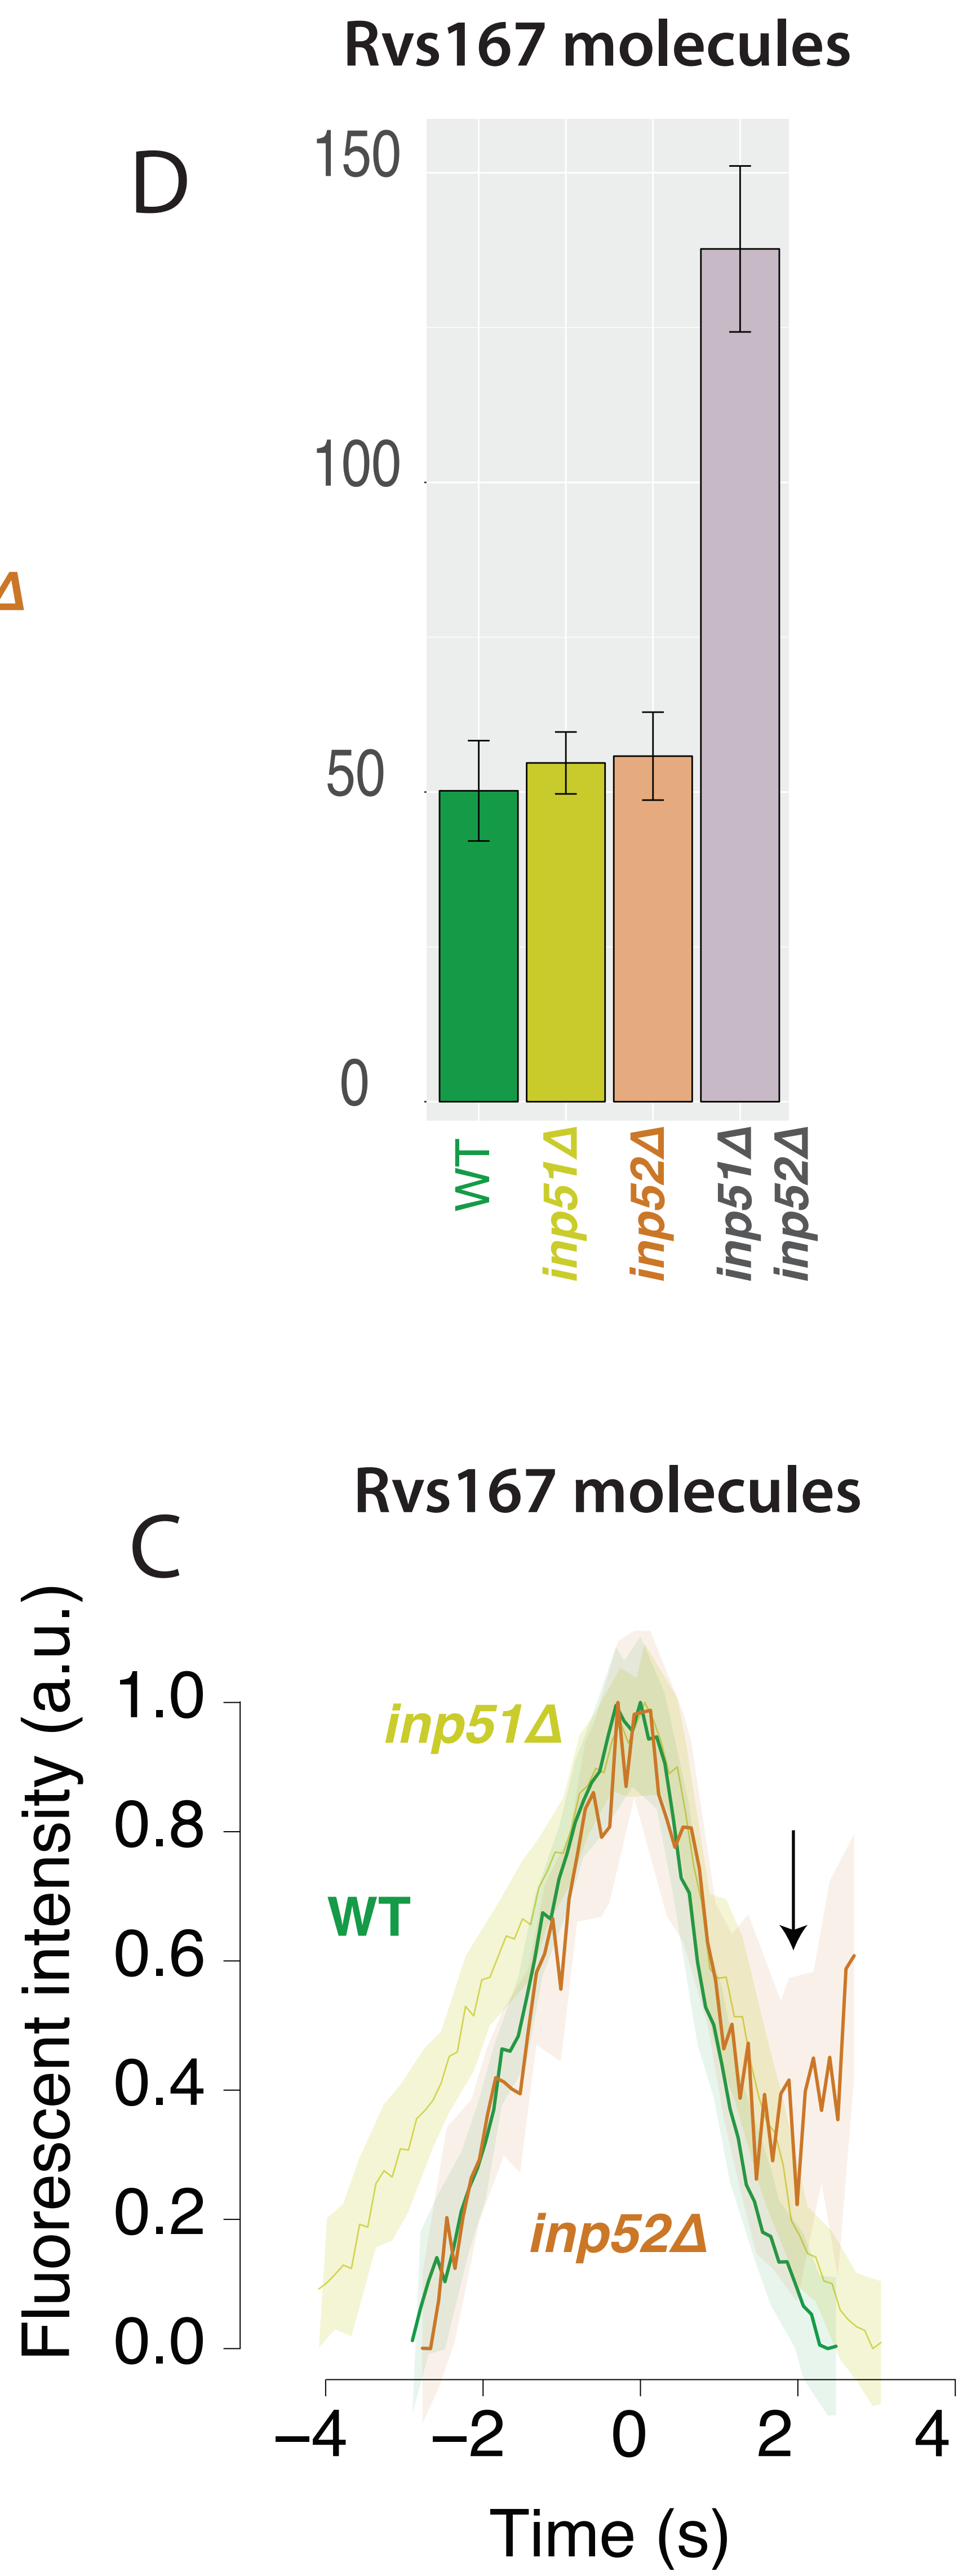 Rvs167 molecules
D
150
100
50
0
Δ
WT
inp51Δ
inp52Δ
inp51Δ
inp52Δ
Rvs167 molecules
C
Fluorescent intensity (a.u.)
1.0
0.8
0.6
0.4
0.2
0.0
inp51Δ
WT
inp52Δ
−4
−2
0
2
4
Time (s)